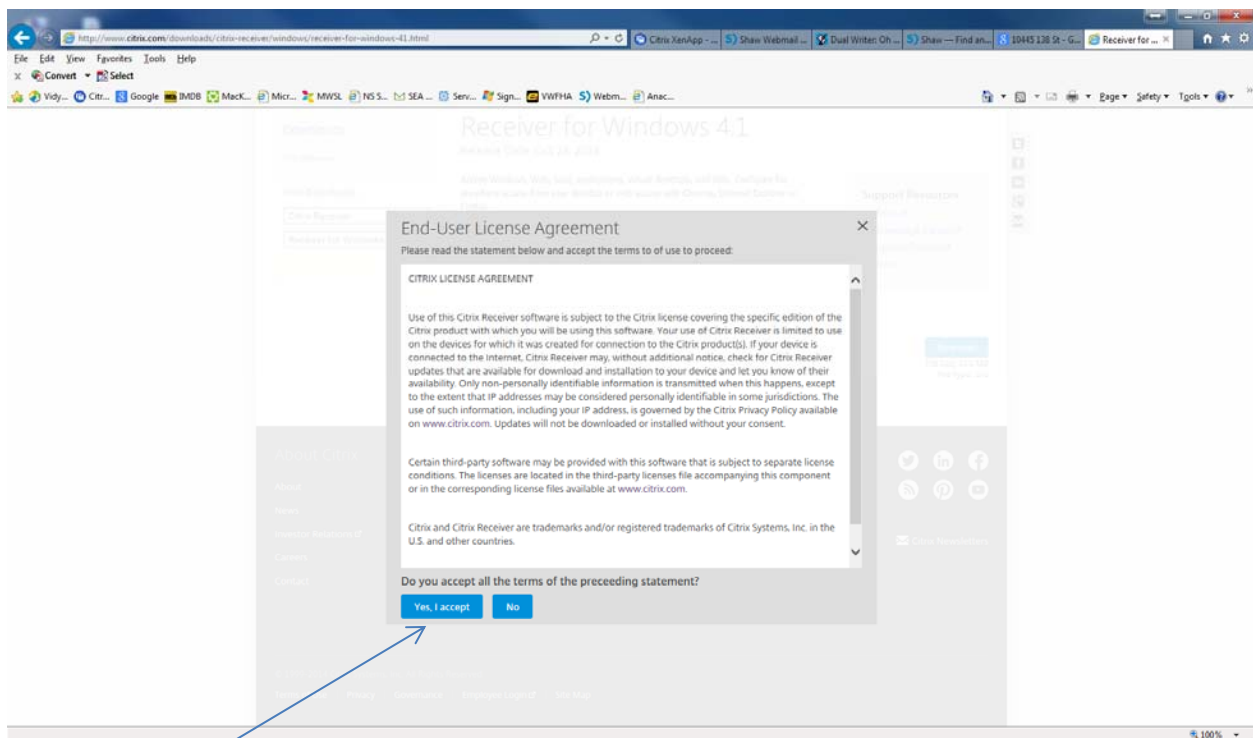 http://www.citrix.com/downloads/citrix-receiver/windows/receiver-for-windows-41.html
Citrix XenApp - ...
Shaw Webmail ...
Dual Writer: Oh ...
Shaw — Find an...
10445 138 St - G...
Receiver for ...
File Edit View Favorites Tools Help
x Convert Select
Vidy... Citr... Google IMDB MacK... Micr... MWSL NS 5... SEA ... Serv... Sign... VWFHA Webm... Anac...
Page Safety Tools
Receiver for Windows 4.1
Support Resources
End-User License Agreement
Please read the statement below and accept the terms to of use to proceed:
CITRIX LICENSE AGREEMENT
Use of this Citrix Receiver software is subject to the Citrix license covering the specific edition of the
Citrix product with which you will be using this software. Your use of Citrix Receiver is limited to use
on the devices for which it was created for connection to the Citrix product(s). If your device is
connected to the Internet, Citrix Receiver may, without additional notice, check for Citrix Receiver
updates that are available for download and installation to your device and let you know of their
availability. Only non-personally identifiable information is transmitted when this happens, except
to the extent that IP addresses may be considered personally identifiable in some jurisdictions. The
use of such information, including your IP address, is governed by the Citrix Privacy Policy available
on www.citrix.com. Updates will not be downloaded or installed without your consent.
Certain third-party software may be provided with this software that is subject to separate license
conditions. The licenses are located in the third-party licenses file accompanying this component
or in the corresponding license files available at www.citrix.com.
Citrix and Citrix Receiver are trademarks and/or registered trademarks of Citrix Systems, Inc. in the
U.S. and other countries.
Do you accept all the terms of the preceeding statement?
Yes, I accept No
About Citrix
About
News
Careers
Contact
Citrix Newsletters
100%